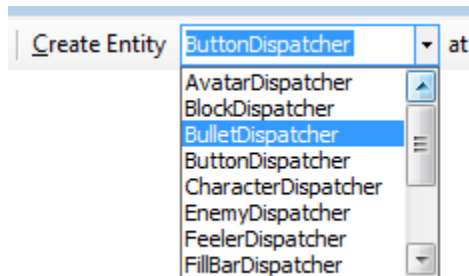 Create Entity ButtonDispatcher at
AvatarDispatcher
BlockDispatcher
BulletDispatcher
ButtonDispatcher
CharacterDispatcher
EnemyDispatcher
FeelerDispatcher
FillBarDispatcher